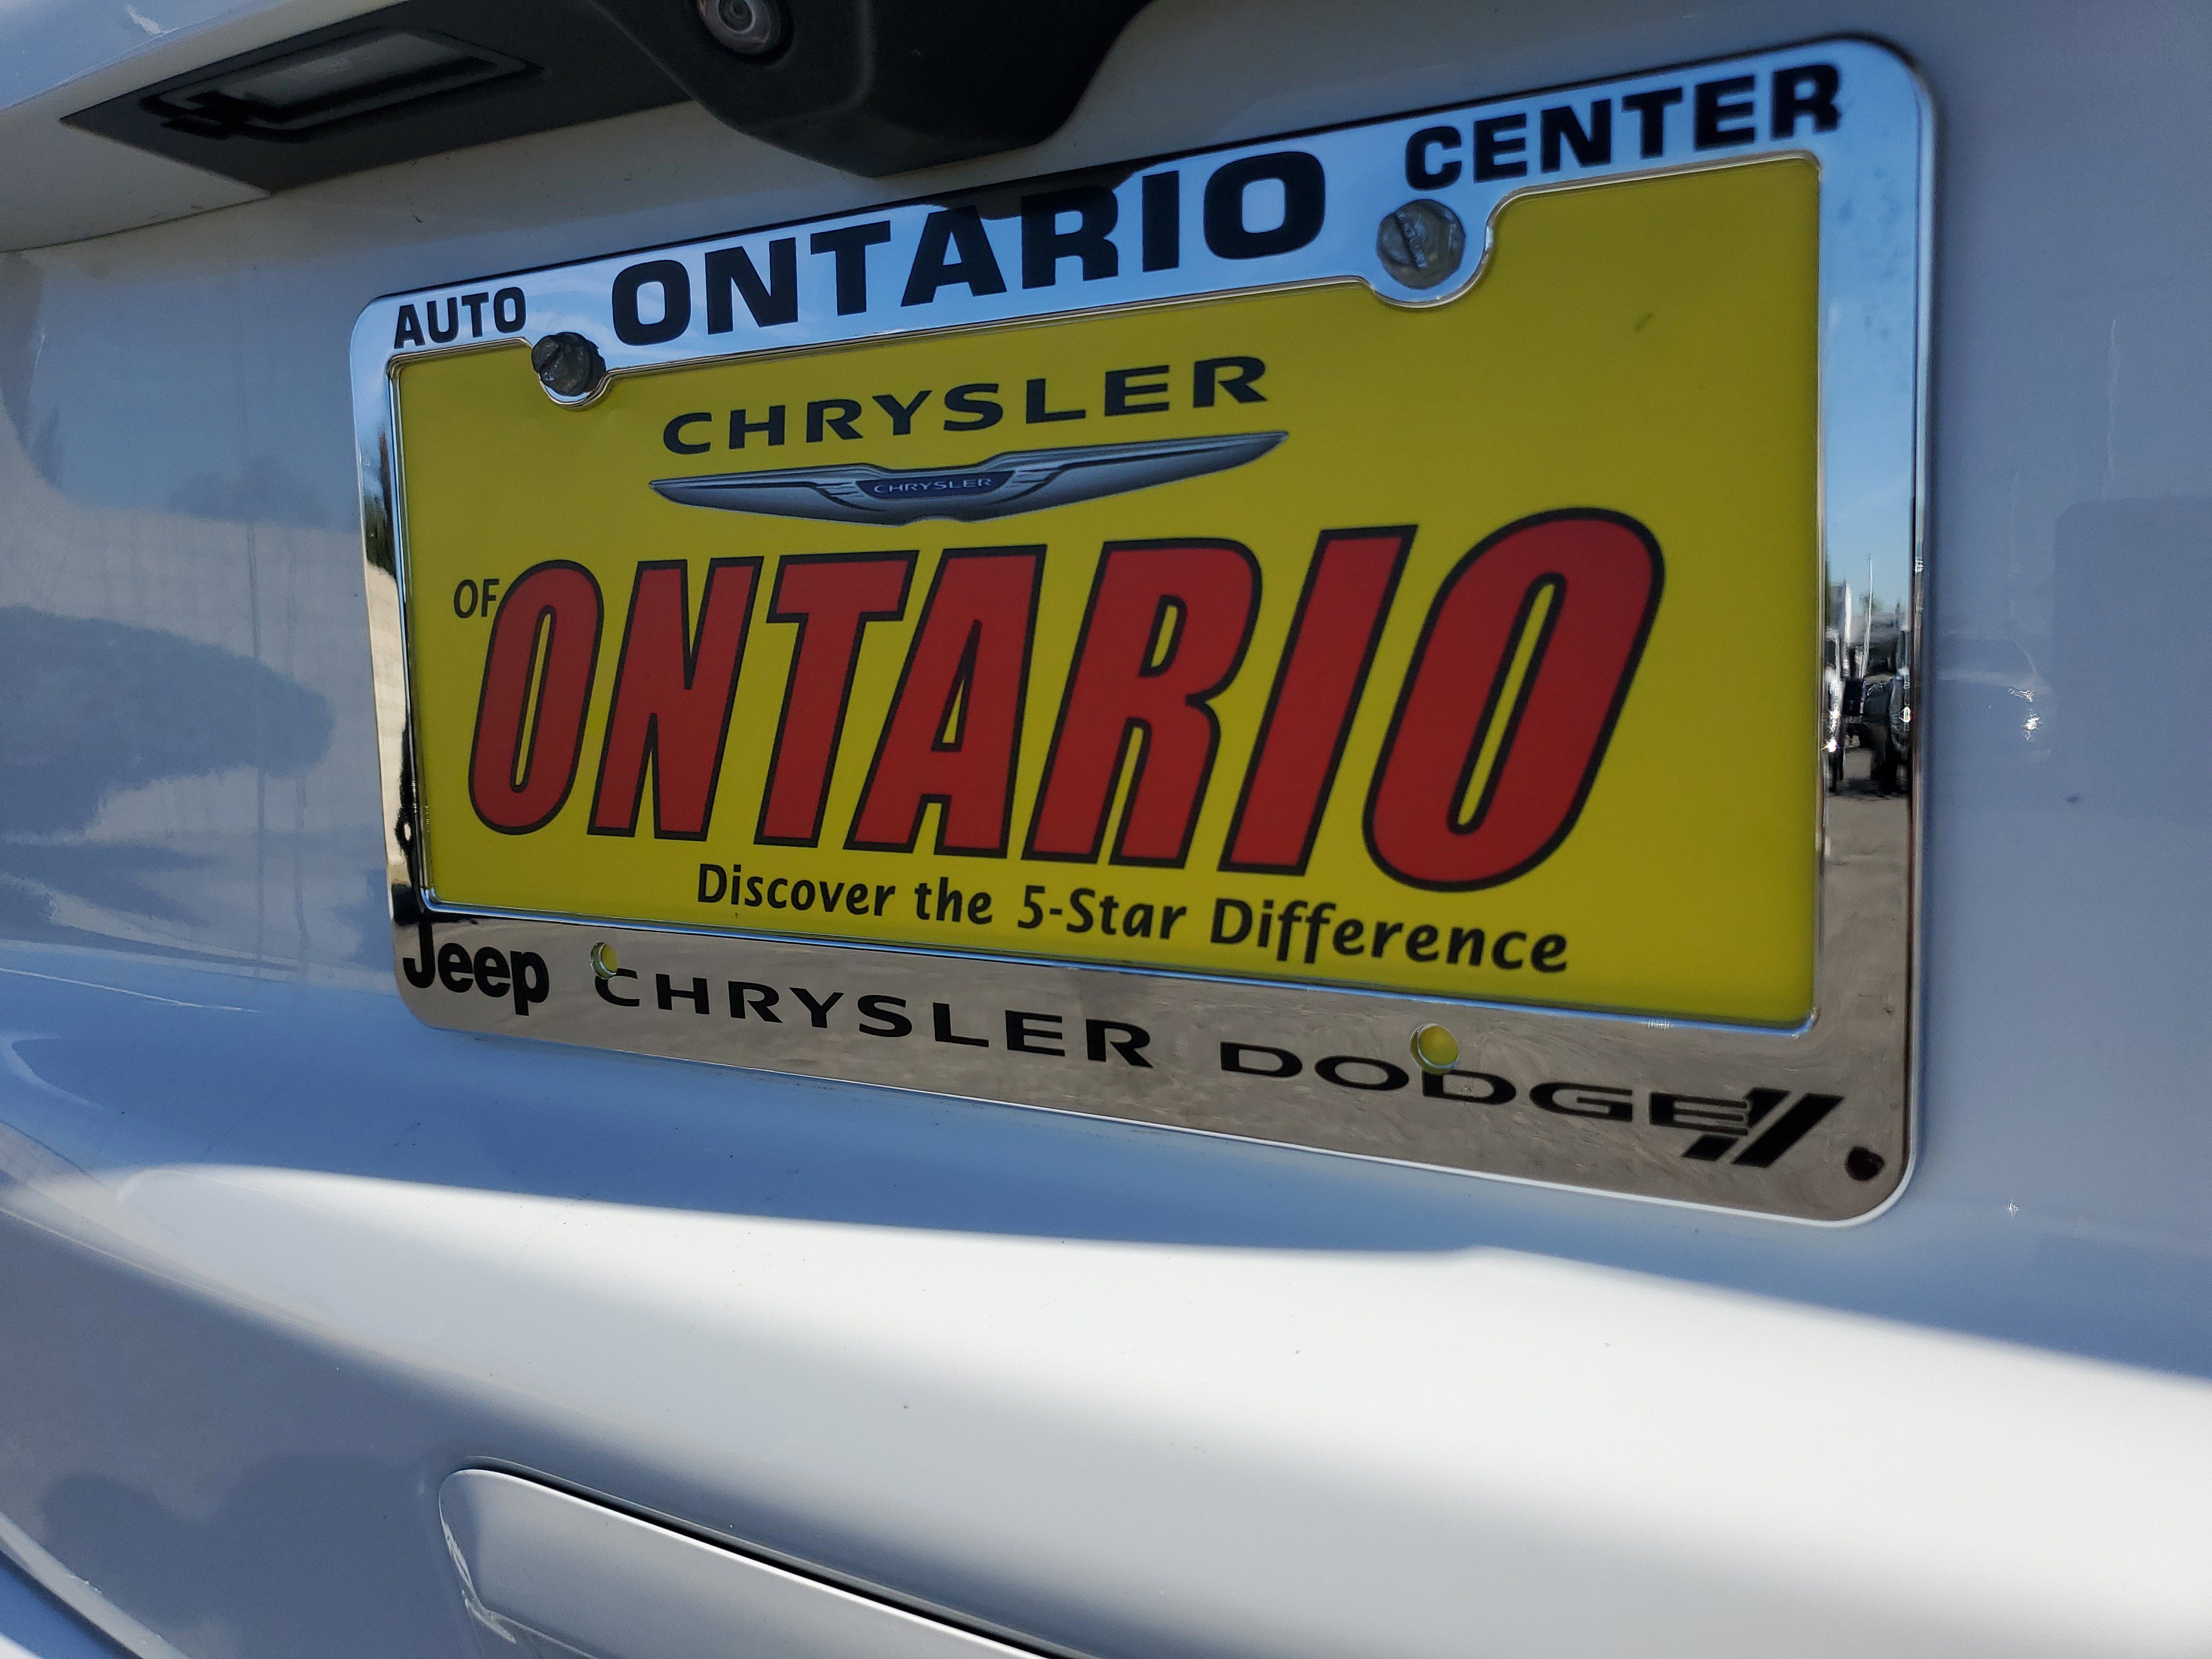 AUTO ONTARIO CENTER
CHRYSLER
CHRYSLER
OF ONTARIO
Discover the 5-Star Difference
Jeep CHRYSLER DODGE